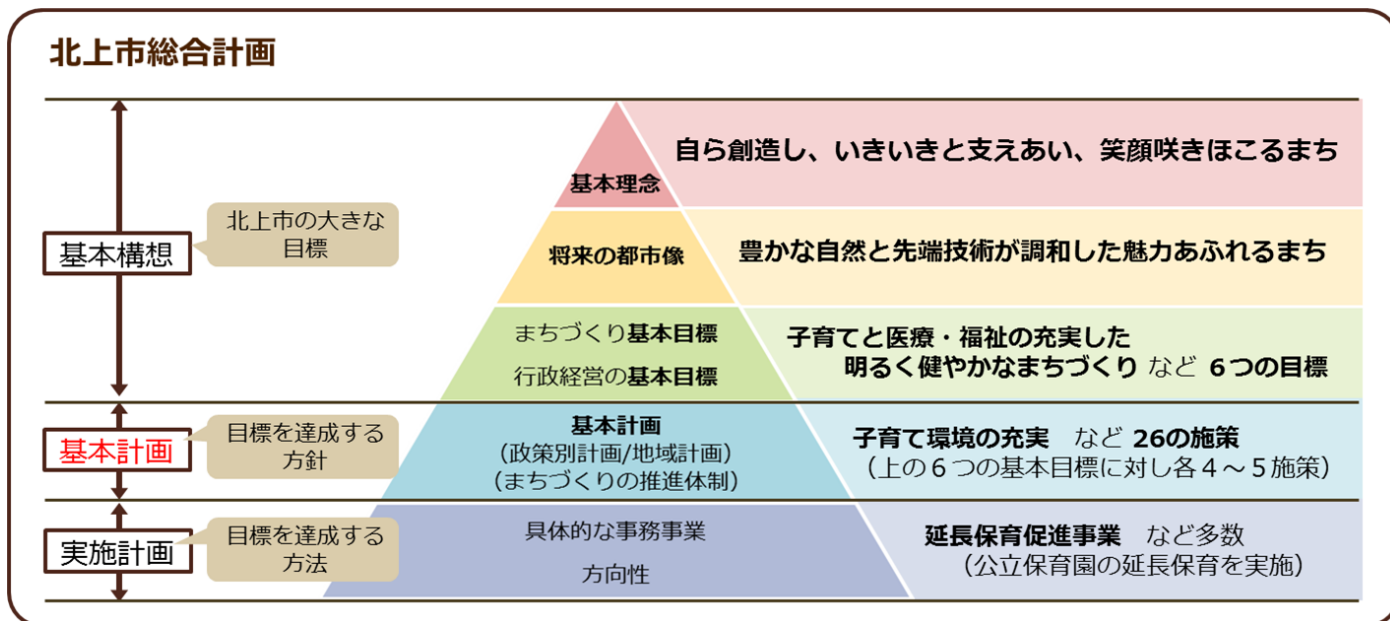 北上市総合計画
基本構想
北上市の大きな
目標
基本理念
自ら創造し、いきいきと支えあい、笑顔咲きほこるまち
将来の都市像
豊かな自然と先端技術が調和した魅力あふれるまち
まちづくり基本目標
行政経営の基本目標
子育てと医療・福祉の充実した
明るく健やかなまちづくり など 6つの目標
基本計画
目標を達成する
方針
基本計画
（政策別計画/地域計画）
（まちづくりの推進体制）
子育て環境の充実　など 26の施策
（上の６つの基本目標に対し各４～５施策）
実施計画
目標を達成する
方法
具体的な事務事業
方向性
延長保育促進事業　など多数
（公立保育園の延長保育を実施）